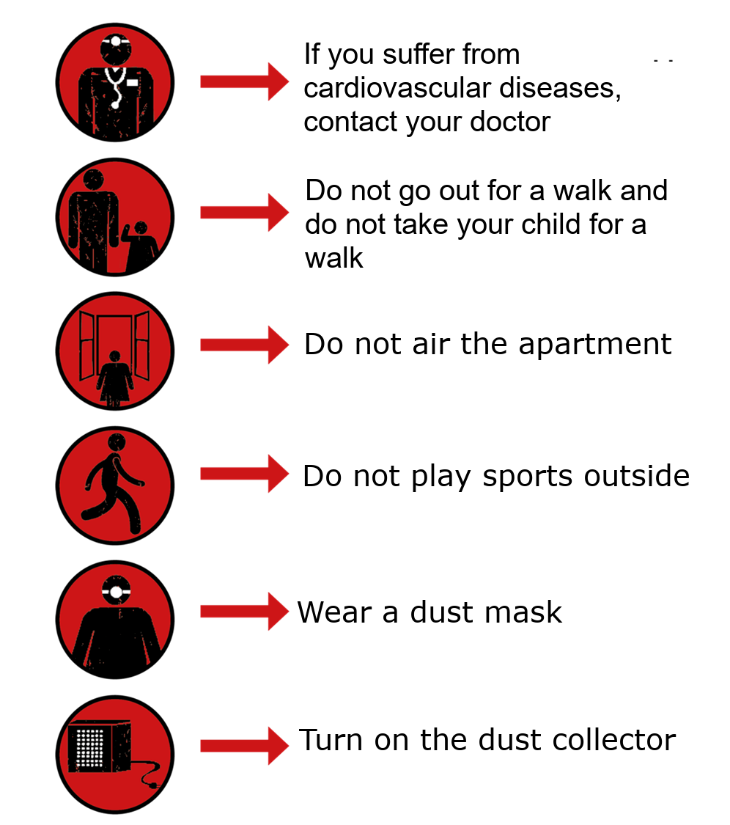 If you suffer from
cardiovascular diseases,
contact your doctor
Do not go out for a walk and
do not take your child for a
walk
Do not air the apartment
Do not play sports outside
Wear a dust mask
Turn on the dust collector